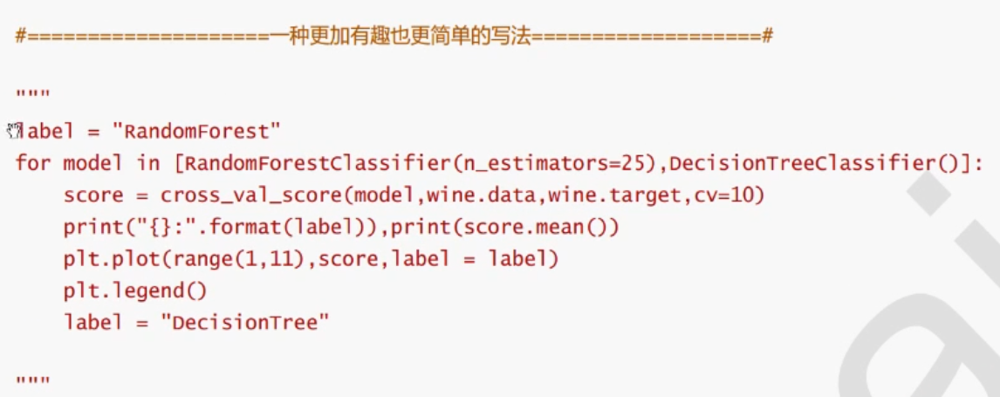 #====================一种更加有趣也更简单的写法===================#
"""
label = "RandomForest"
for model in [RandomForestClassifier(n_estimators=25),DecisionTreeClassifier()]:
    score = cross_val_score(model,wine.data,wine.target,cv=10)
    print("{}:".format(label)),print(score.mean())
    plt.plot(range(1,11),score,label = label)
    plt.legend()
    label = "DecisionTree"
"""